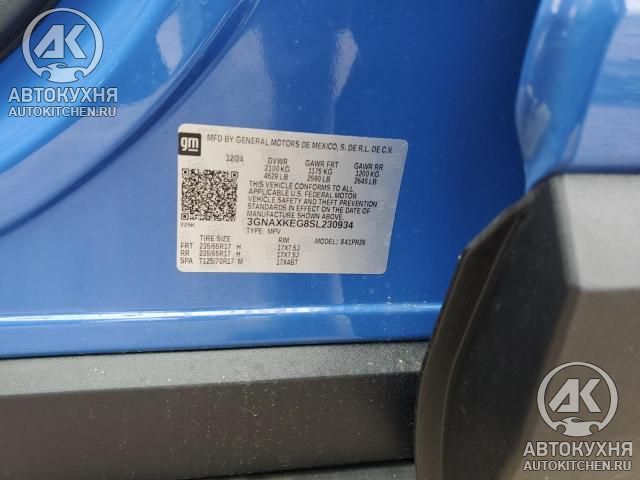 AK
АВТОКУХНЯ
AUTOKITCHEN.RU
gm
MFD BY GENERAL MOTORS DE MEXICO, S. DE R.L. DE C.V.
12/24 GVWR GAWR FRT GAWR RR
2100 KG 1175 KG 1200 KG
4629 LB 2590 LB 2645 LB
THIS VEHICLE CONFORMS TO ALL
APPLICABLE U.S. FEDERAL MOTOR
VEHICLE SAFETY AND THEFT PREVENTION
STANDARDS IN EFFECT ON THE DATE OF
MANUFACTURE SHOWN ABOVE.
3GNAXKEG8SL230934
225K TYPE: MPV
TIRE SIZE RIM MODEL: 841PR26
FRT 235/65R17 H 17X7.5J
RR 235/65R17 H 17X7.5J
SPA T125/70R17 M 17X4BT
AK
АВТОКУХНЯ
AUTOKITCHEN.RU